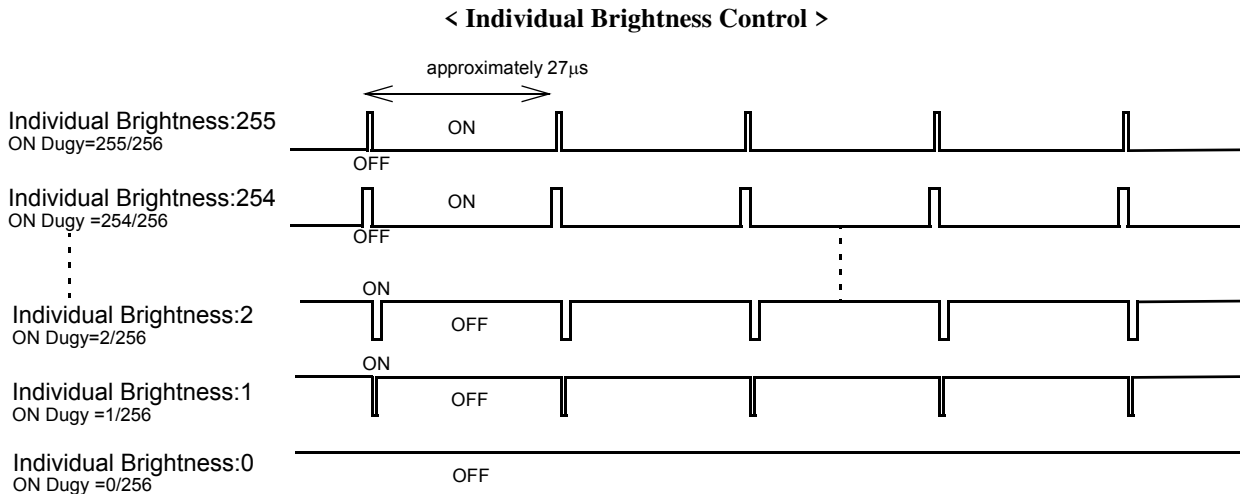 < Individual Brightness Control >
approximately 27μs
Individual Brightness:255
ON Dugy=255/256
ON
OFF
Individual Brightness:254
ON Dugy =254/256
ON
OFF
ON
Individual Brightness:2
ON Dugy=2/256
OFF
ON
Individual Brightness:1
ON Dugy =1/256
OFF
Individual Brightness:0
ON Dugy =0/256
OFF